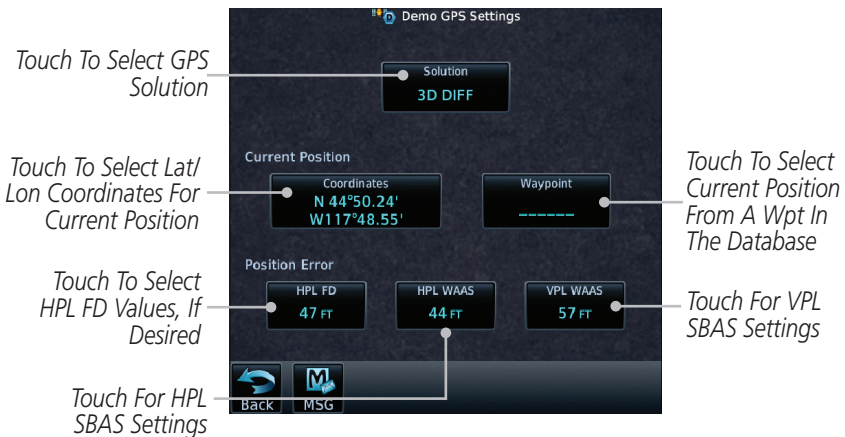 Demo GPS Settings
Touch To Select GPS
Solution
Solution
3D DIFF
Current Position
Touch To Select Lat/
Lon Coordinates For
Current Position
Coordinates
N 44°50.24'
W117°48.55'
Waypoint
______
Touch To Select
Current Position
From A Wpt In
The Database
Position Error
Touch To Select
HPL FD Values, If
Desired
HPL FD
47 FT
HPL WAAS
44 FT
VPL WAAS
57 FT
Touch For VPL
SBAS Settings
Touch For HPL
SBAS Settings
Back
MSG